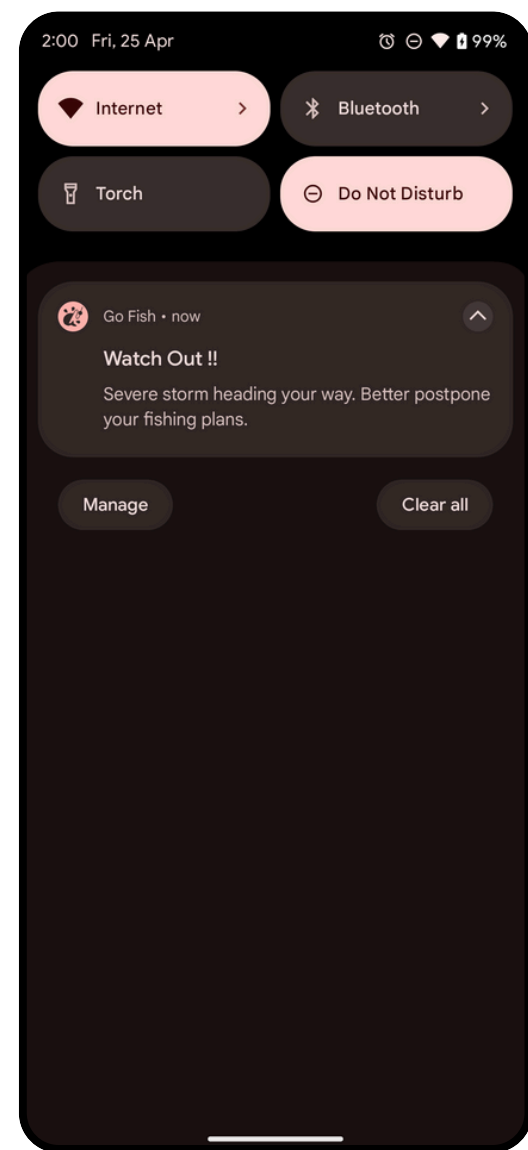 2:00 Fri, 25 Apr 99%
Internet
Bluetooth
Torch
Do Not Disturb
Go Fish • now
Watch Out !!
Severe storm heading your way. Better postpone
your fishing plans.
Manage
Clear all